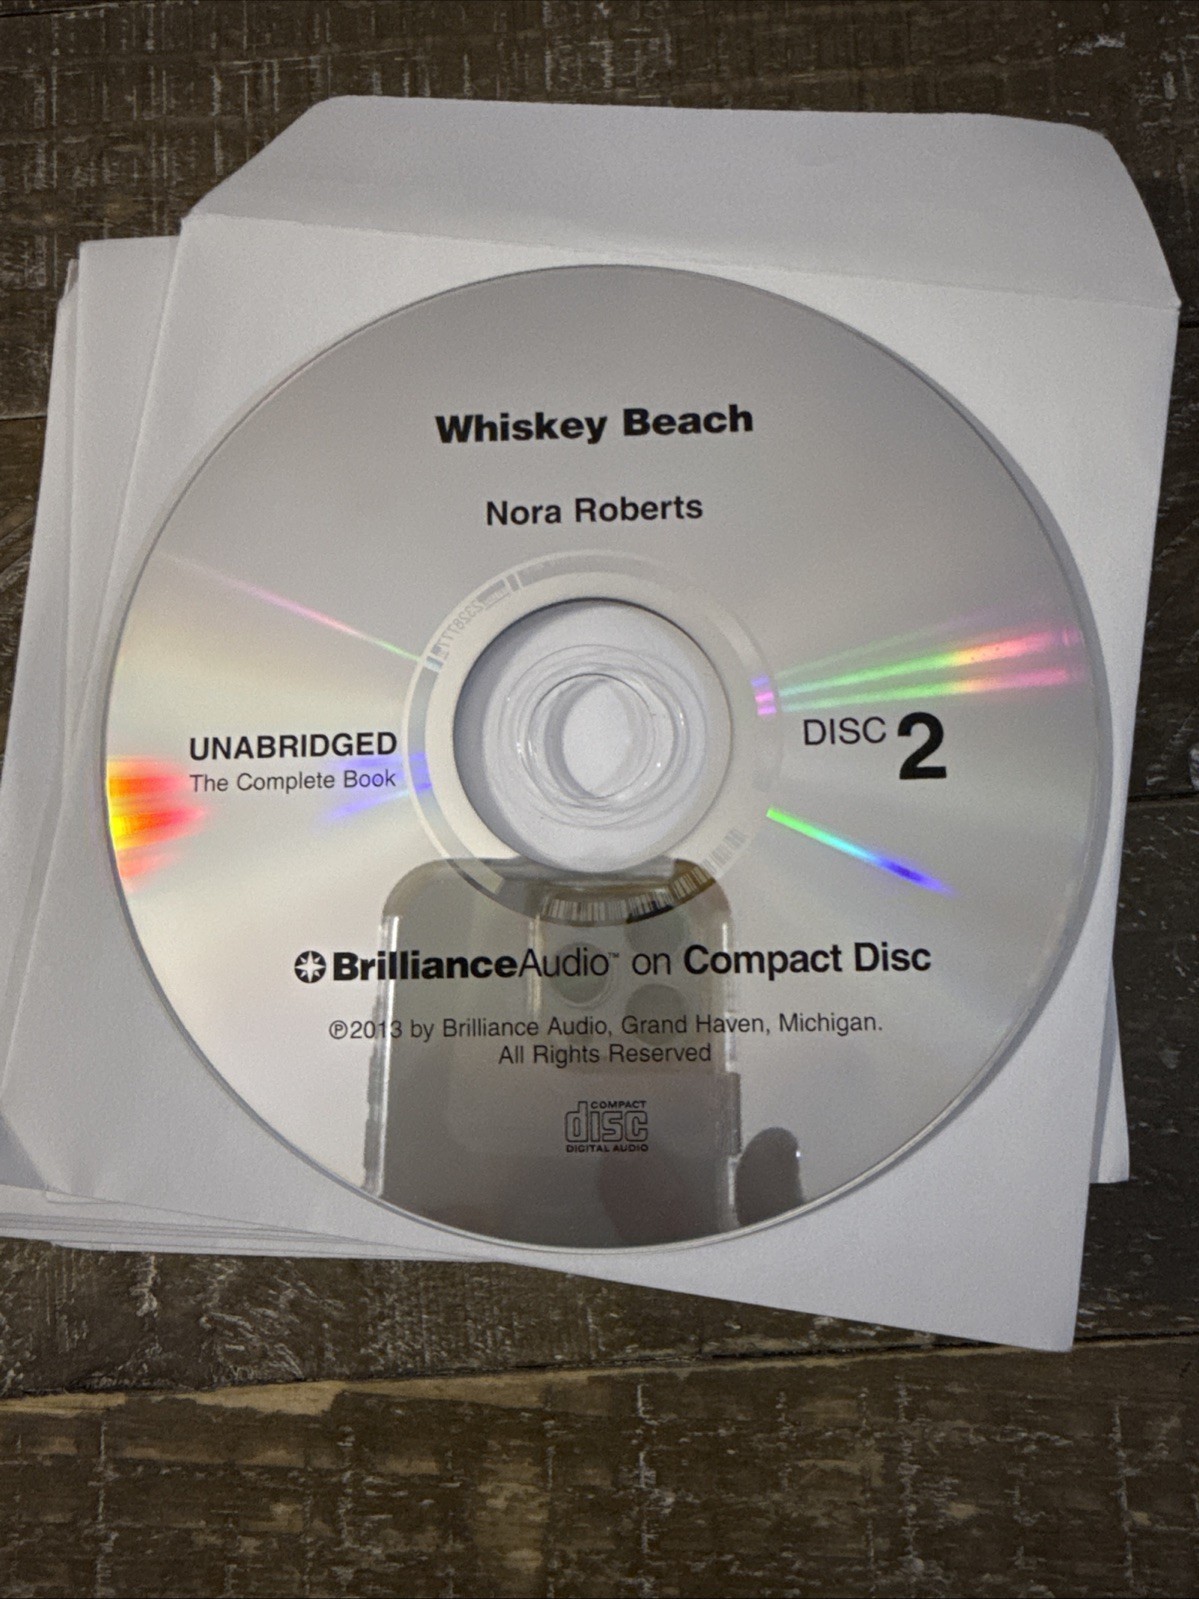 Whiskey Beach
Nora Roberts
UNABRIDGED
The Complete Book
DISC 2
BrillianceAudio™ on Compact Disc
℗2013 by Brilliance Audio, Grand Haven, Michigan.
All Rights Reserved
COMPACT
disc
DIGITAL AUDIO